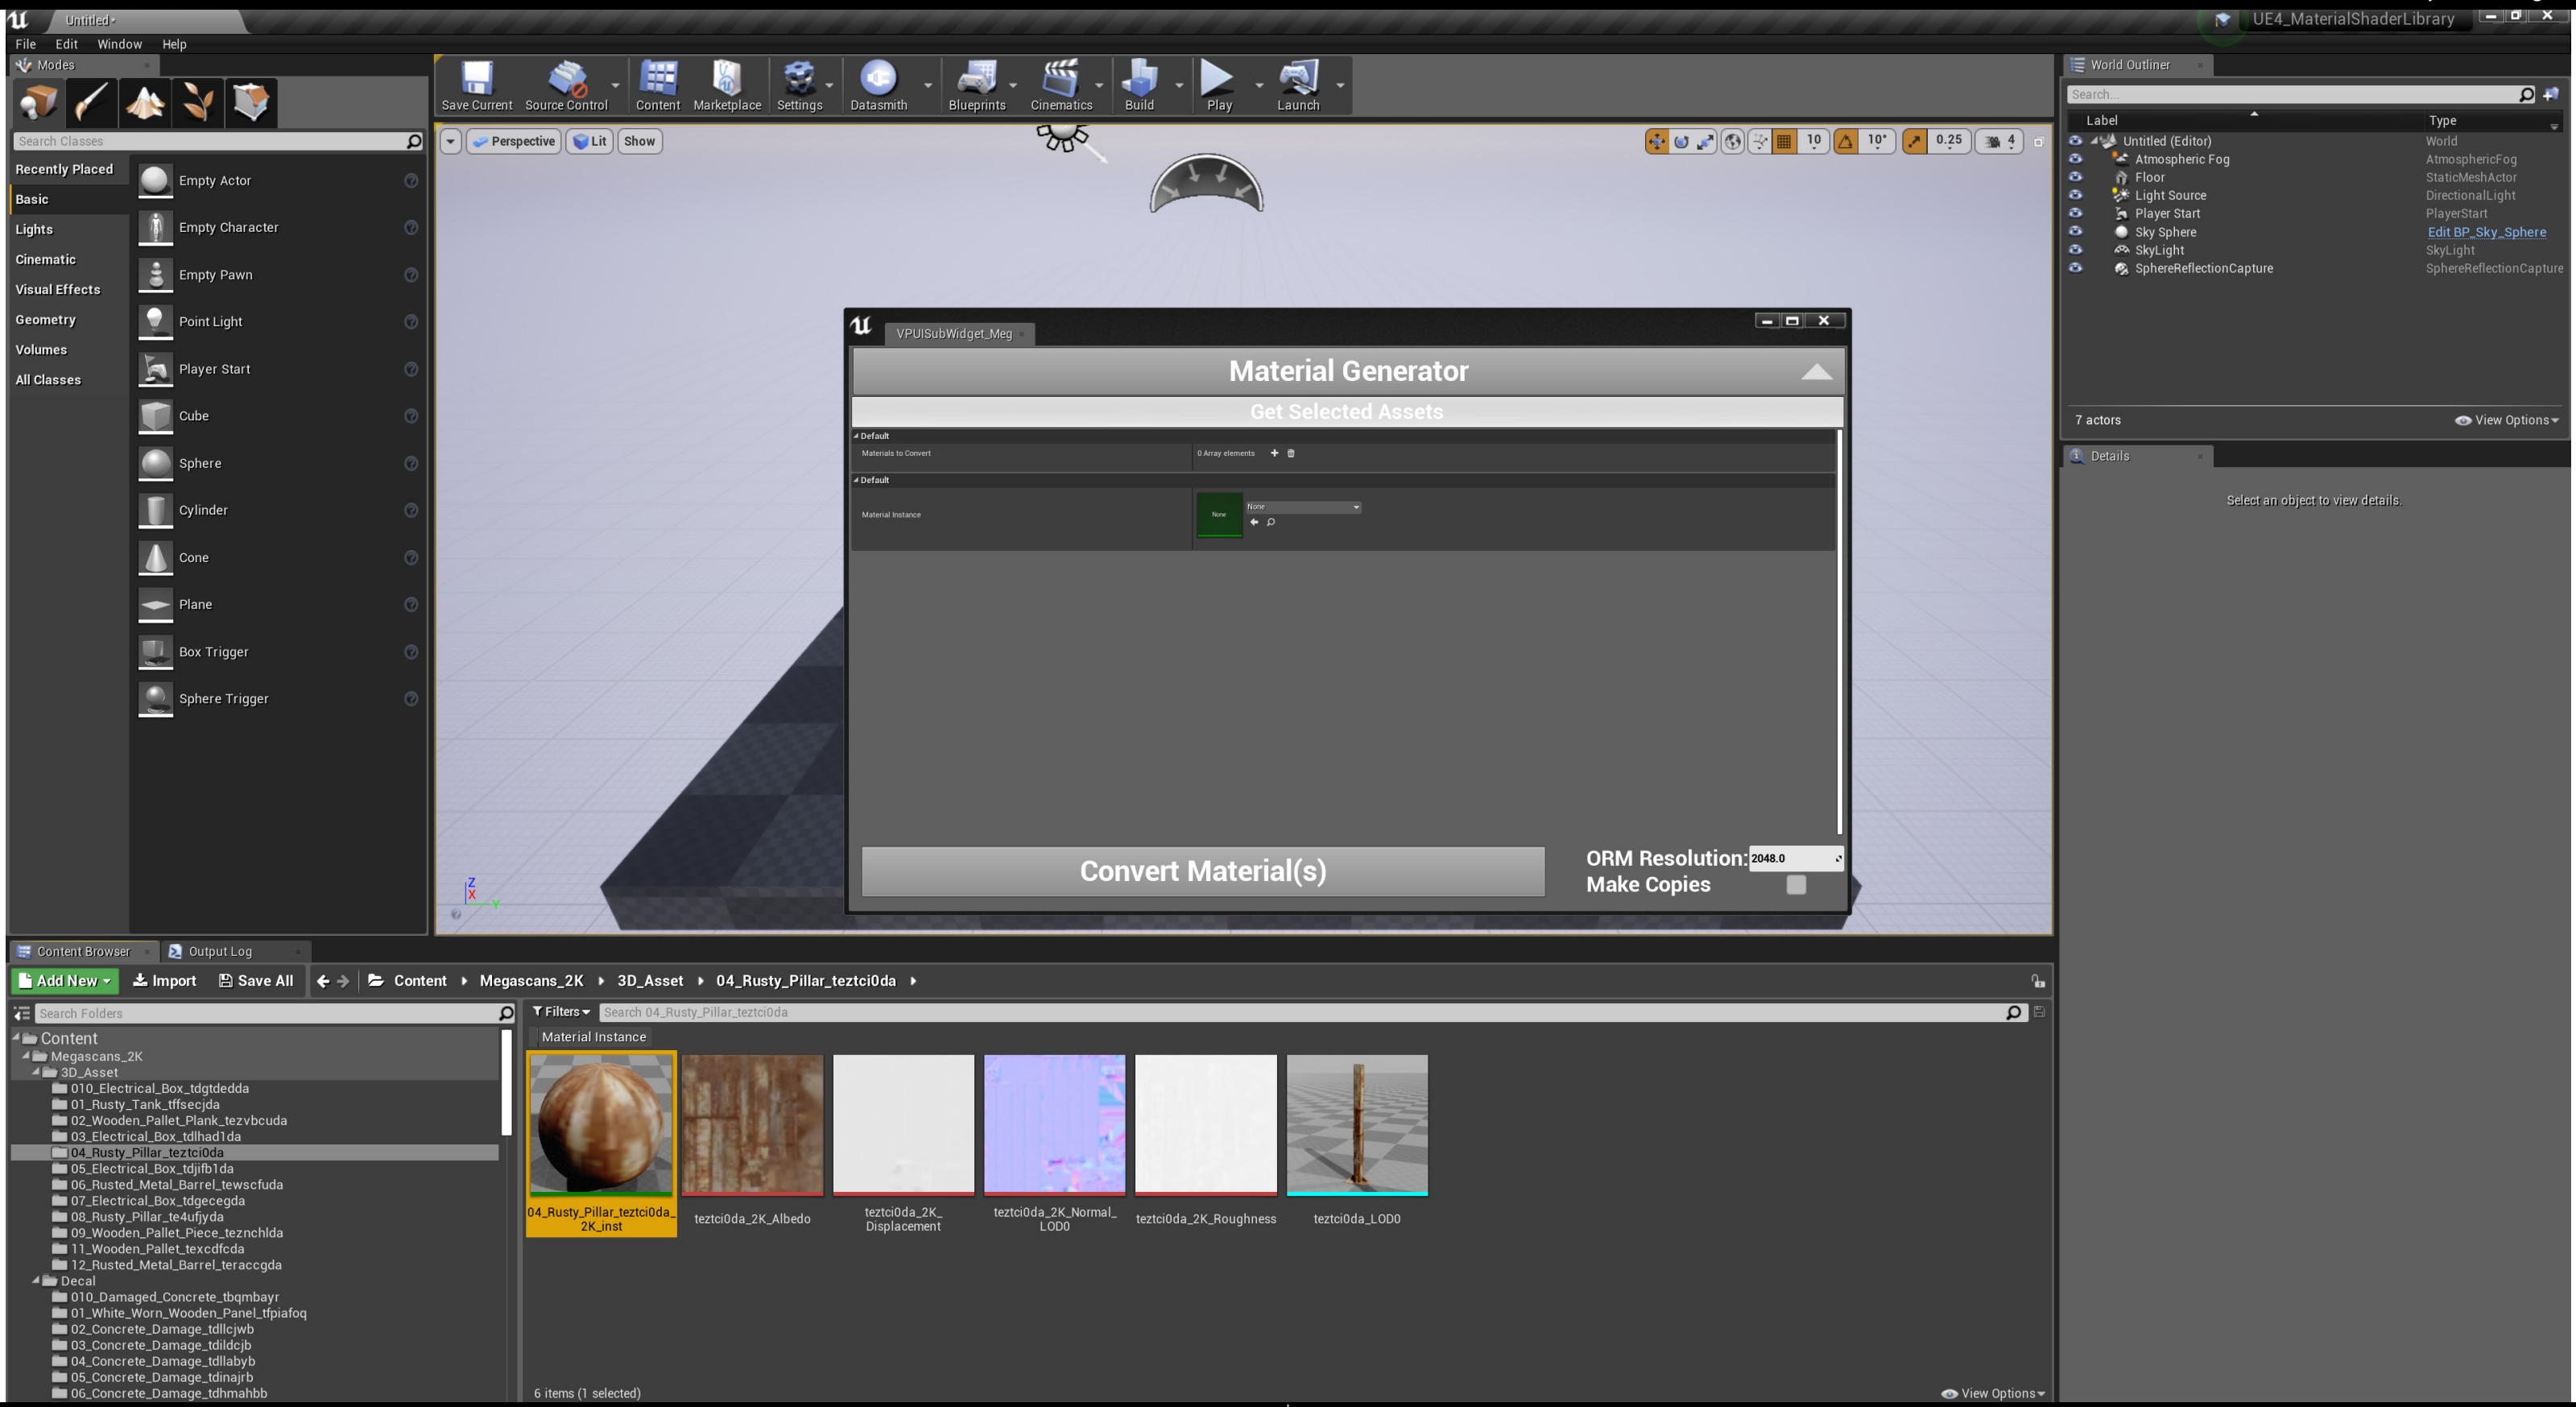 Untitled•
UE4_MaterialShaderLibrary
File Edit Window Help
Modes
Search Classes
Recently Placed
Basic
Lights
Cinematic
Visual Effects
Geometry
Volumes
All Classes
Empty Actor
Empty Character
Empty Pawn
Point Light
Player Start
Cube
Sphere
Cylinder
Cone
Plane
Box Trigger
Sphere Trigger
Save Current Source Control Content Marketplace Settings Datasmith Blueprints Cinematics Build Play Launch
Perspective Lit Show
10 10° 0.25 4
VPUISubWidget_Meg
Material Generator
Get Selected Assets
Default
Materials to Convert 0 Array elements
Default
Material Instance None None
Convert Material(s)
ORM Resolution: 2048.0
Make Copies
Z
X
Y
World Outliner
Search...
Label Type
Untitled (Editor) World
Atmospheric Fog AtmosphericFog
Floor StaticMeshActor
Light Source DirectionalLight
Player Start PlayerStart
Sky Sphere Edit BP_Sky_Sphere
SkyLight SkyLight
SphereReflectionCapture SphereReflectionCapture
7 actors View Options
Details
Select an object to view details.
Content Browser Output Log
Add New Import Save All Content Megascans_2K 3D_Asset 04_Rusty_Pillar_teztci0da
Search Folders
Content
Megascans_2K
3D_Asset
010_Electrical_Box_tdgtdedda
01_Rusty_Tank_tffsecjda
02_Wooden_Pallet_Plank_tezvbcuda
03_Electrical_Box_tdlhad1da
04_Rusty_Pillar_teztci0da
05_Electrical_Box_tdjifb1da
06_Rusted_Metal_Barrel_tewscfuda
07_Electrical_Box_tdgecegda
08_Rusty_Pillar_te4ufjyda
09_Wooden_Pallet_Piece_teznchlda
11_Wooden_Pallet_texcdfcda
12_Rusted_Metal_Barrel_teraccgda
Decal
010_Damaged_Concrete_tbqmbayr
01_White_Worn_Wooden_Panel_tfpiafoq
02_Concrete_Damage_tdllcjwb
03_Concrete_Damage_tdildcjb
04_Concrete_Damage_tdllabyb
05_Concrete_Damage_tdinajrb
06_Concrete_Damage_tdhmahbb
Filters Search 04_Rusty_Pillar_teztci0da
Material Instance
04_Rusty_Pillar_teztci0da_
2K_inst
teztci0da_2K_Albedo
teztci0da_2K_
Displacement
teztci0da_2K_Normal_
LOD0
teztci0da_2K_Roughness
teztci0da_LOD0
6 items (1 selected)
View Options